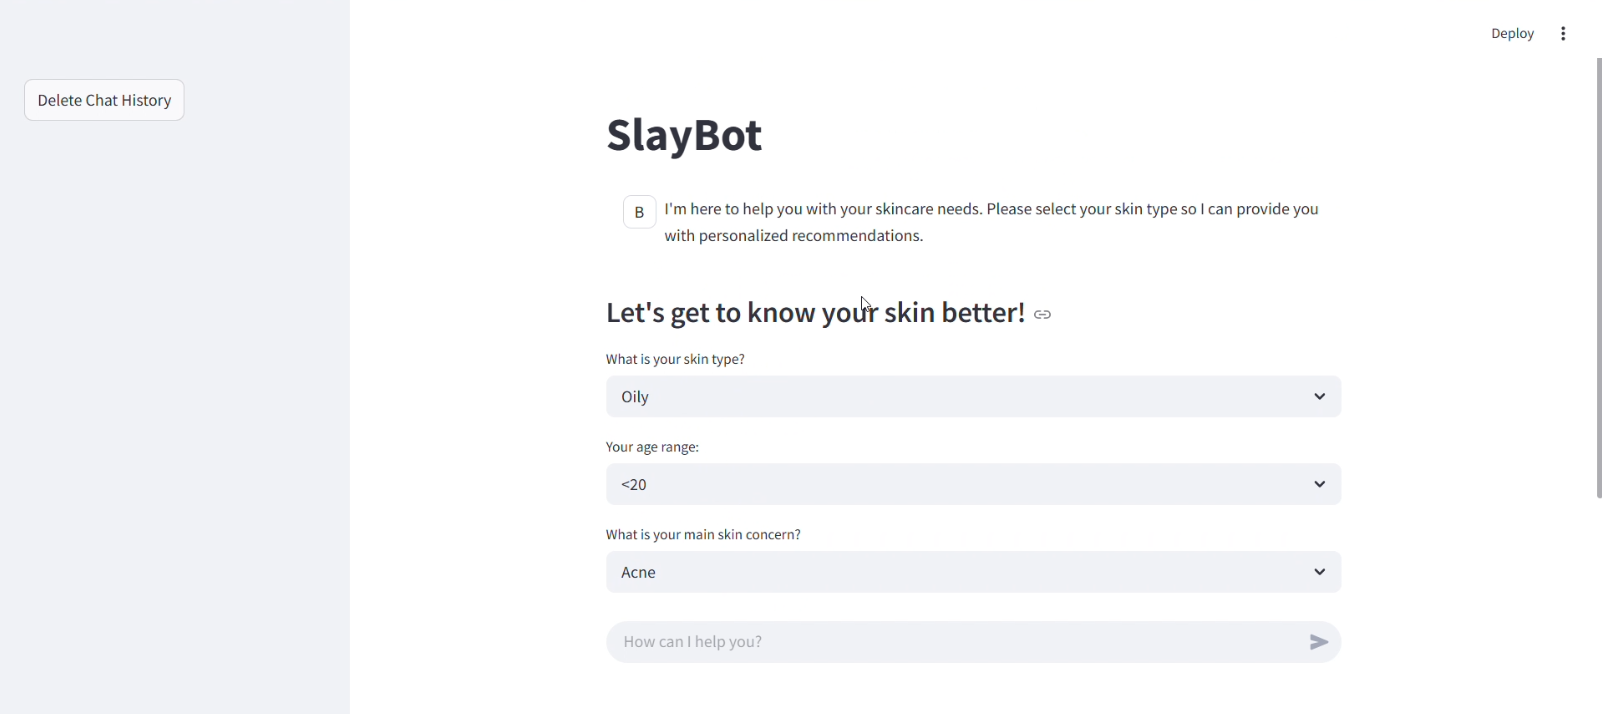 Deploy
Delete Chat History
SlayBot
B
I'm here to help you with your skincare needs. Please select your skin type so I can provide you
with personalized recommendations.
Let's get to know your skin better!
What is your skin type?
Oily
Your age range:
<20
What is your main skin concern?
Acne
How can I help you?